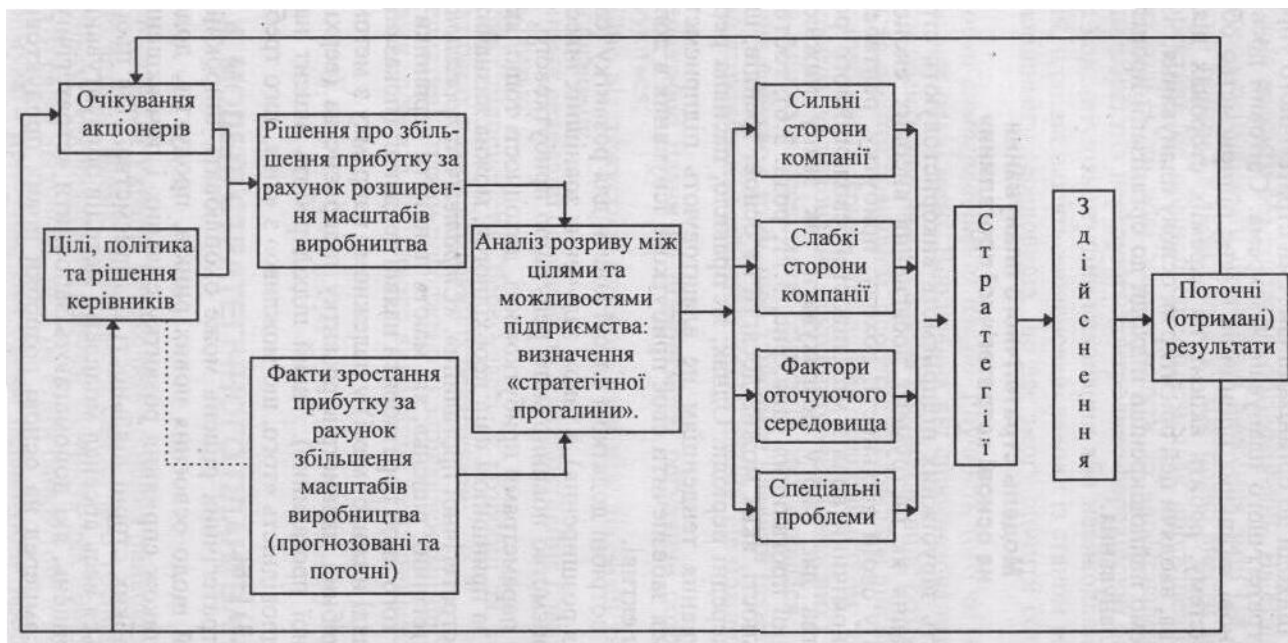 Очікування
акціонерів
Цілі, політика
та рішення
керівників
Рішення про збіль-
шення прибутку за
рахунок розширен-
ня масштабів
виробництва
Факти зростання
прибутку за
рахунок
збільшення
масштабів
виробництва
(прогнозовані та
поточні)
Аналіз розриву між
цілями та
можливостями
підприємства:
визначення
«стратегічної
прогалини».
Сильні
сторони
компанії
Слабкі
сторони
компанії
Фактори
оточуючого
середовища
Спеціальні
проблеми
С
т
р
а
т
е
г
і
ї
З
д
і
й
с
н
е
н
н
я
Поточні
(отримані)
результати